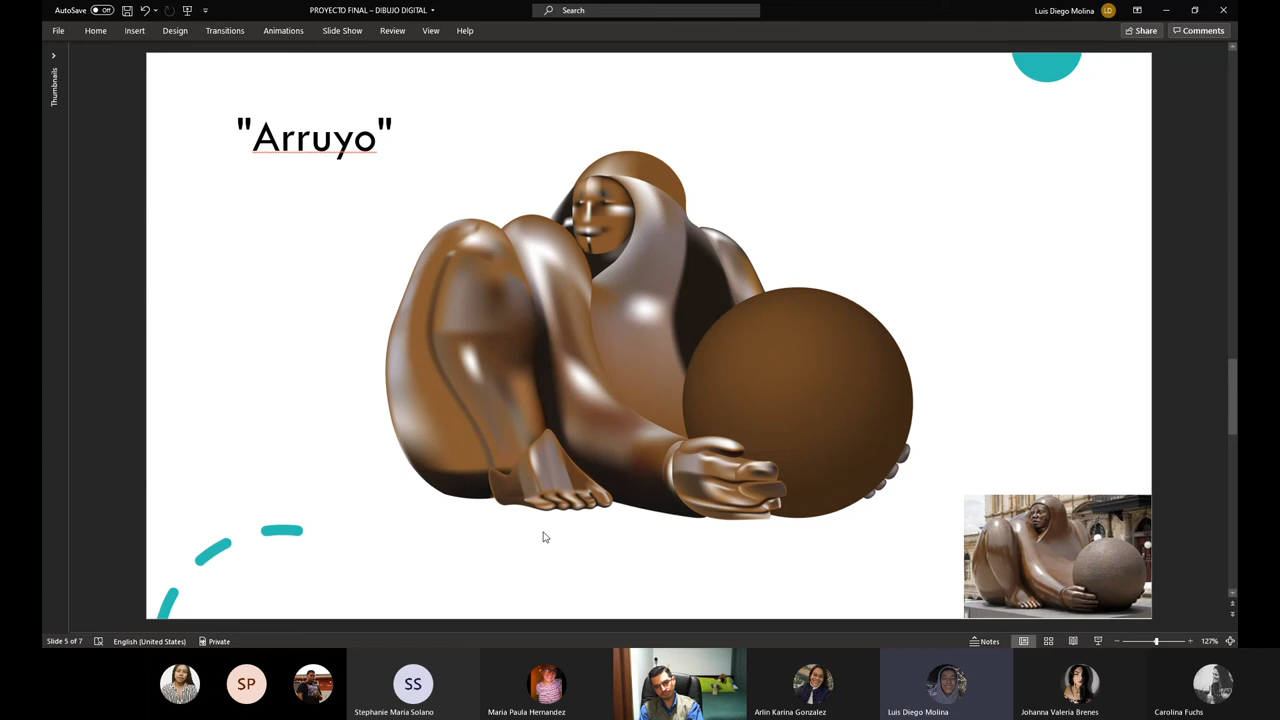 AutoSave Off
PROYECTO FINAL – DIBUJO DIGITAL
Search
Luis Diego Molina
LD
File Home Insert Design Transitions Animations Slide Show Review View Help
Share
Comments
Thumbnails
"Arruyo"
Slide 5 of 7
English (United States)
Private
Notes
127%
SP
SS
Stephanie Maria Solano
Maria Paula Hernandez
Arlin Karina Gonzalez
Luis Diego Molina
Johanna Valeria Brenes
Carolina Fuchs